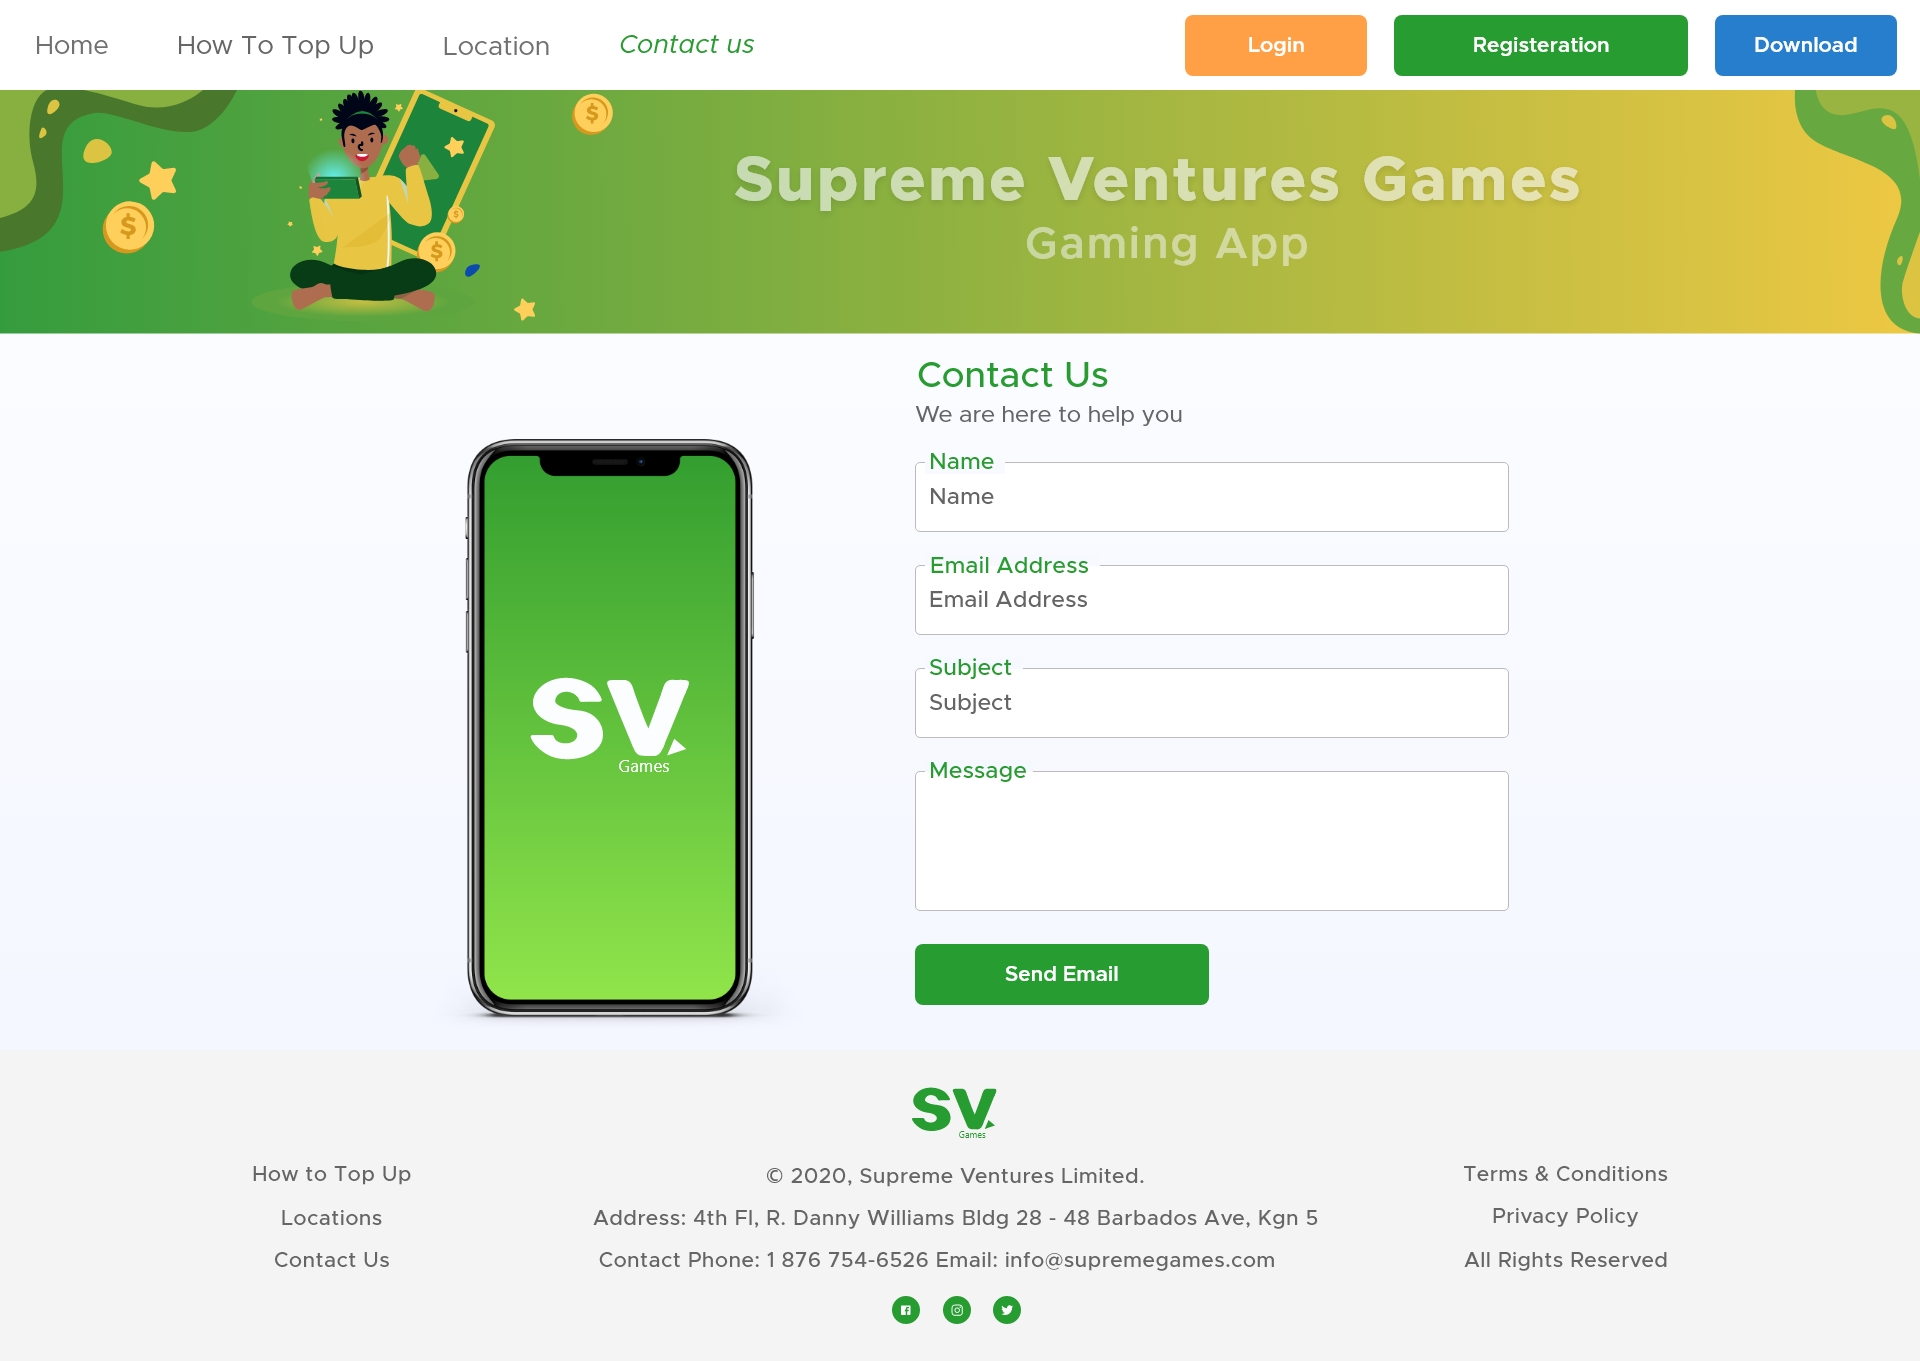 Home
How To Top Up
Location
Contact us
Login
Registeration
Download
Supreme Ventures Games
Gaming App
Contact Us
We are here to help you
Name
Name
Email Address
Email Address
Subject
Subject
Message
Send Email
SV
Games
SV
Games
How to Top Up
Locations
Contact Us
© 2020, Supreme Ventures Limited.
Address: 4th Fl, R. Danny Williams Bldg 28 - 48 Barbados Ave, Kgn 5
Contact Phone: 1 876 754-6526 Email: info@supremegames.com
Terms & Conditions
Privacy Policy
All Rights Reserved